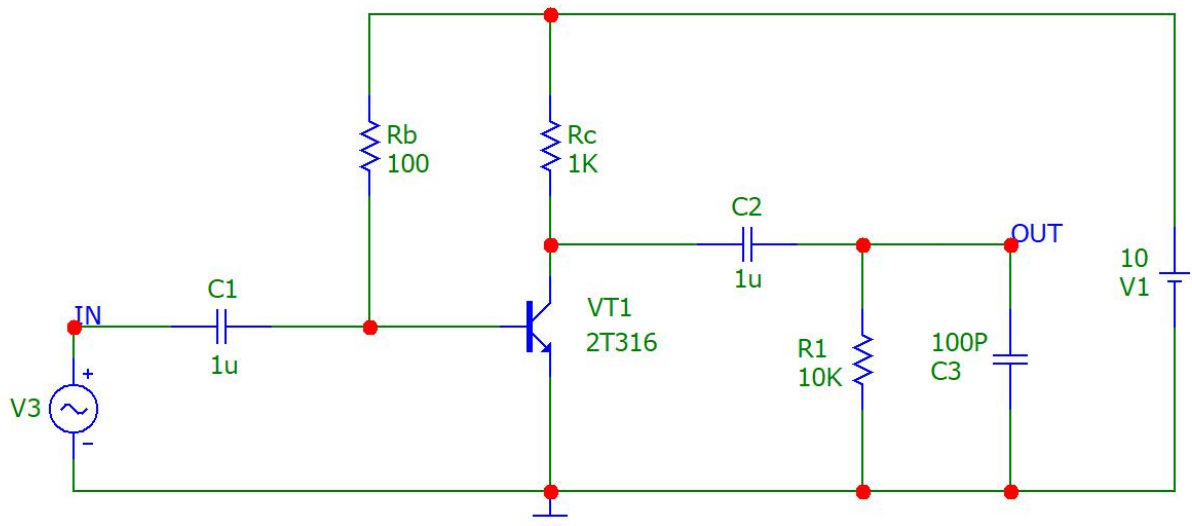 Rb
100
Rc
1K
C2
1u
OUT
10
V1
C1
1u
IN
VT1
2T316
R1
10K
100P
C3
V3
+
−